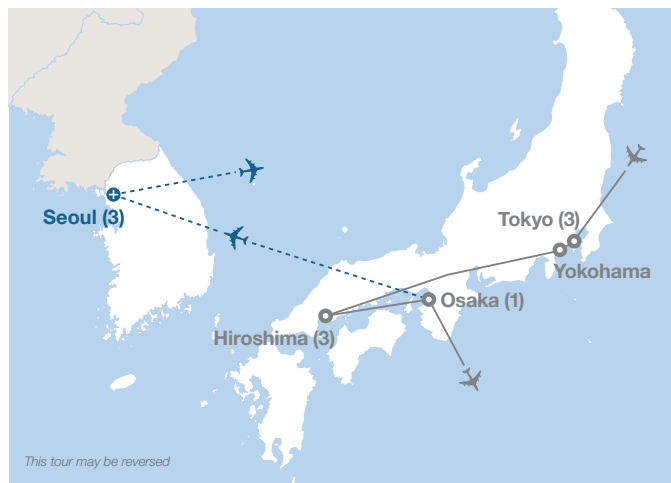 Seoul (3)
Tokyo (3)
Yokohama
Osaka (1)
Hiroshima (3)
This tour may be reversed